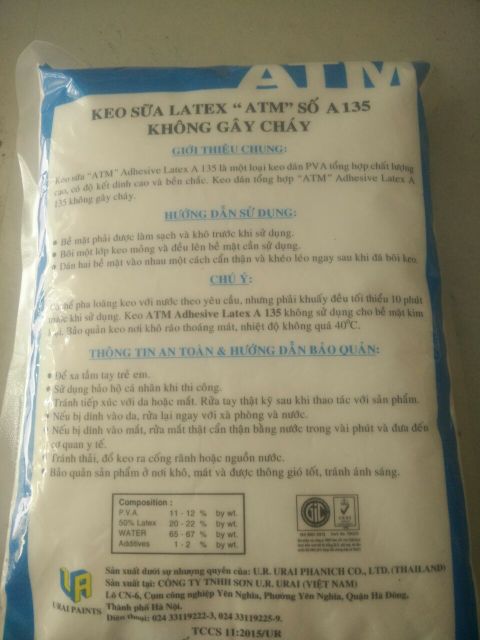 ATM
KEO SỮA LATEX “ATM” SỐ A 135
KHÔNG GÂY CHÁY
GIỚI THIỆU CHUNG:
Keo sữa “ATM” Adhesive Latex A 135 là một loại keo dán PVA tổng hợp chất lượng
cao, có độ kết dính cao và bền chắc. Keo dán tổng hợp “ATM” Adhesive Latex A
135 không gây cháy.
HƯỚNG DẪN SỬ DỤNG:
• Bề mặt phải được làm sạch và khô trước khi sử dụng.
• Bôi một lớp keo mỏng và đều lên bề mặt cần sử dụng.
• Dán hai bề mặt vào nhau một cách cẩn thận và khéo léo ngay sau khi đã bôi keo.
CHÚ Ý:
Có thể pha loãng keo với nước theo yêu cầu, nhưng phải khuấy đều tối thiểu 10 phút
trước khi sử dụng. Keo ATM Adhesive Latex A 135 không sử dụng cho bề mặt kim
loại. Bảo quản keo nơi khô ráo thoáng mát, nhiệt độ không quá 40°C.
THÔNG TIN AN TOÀN & HƯỚNG DẪN BẢO QUẢN:
• Để xa tầm tay trẻ em.
• Sử dụng bảo hộ cá nhân khi thi công.
• Tránh tiếp xúc với da hoặc mắt. Rửa tay thật kỹ sau khi thao tác với sản phẩm.
• Nếu bị dính vào da, rửa lại ngay với xà phòng và nước.
• Nếu bị dính vào mắt, rửa mắt thật cẩn thận bằng nước trong vài phút và đưa đến
cơ quan y tế.
• Tránh thải, đổ keo ra cống rãnh hoặc nguồn nước.
• Bảo quản sản phẩm ở nơi khô, mát và được thông gió tốt, tránh ánh sáng.
Composition :
P.V.A 11 - 12 % by wt.
50% Latex 20 - 22 % by wt.
WATER 65 - 67 % by wt.
Additives 1 - 2 % by wt.
Sản xuất dưới sự nhượng quyền của: U.R. URAI PHANICH CO., LTD. (THAILAND)
Sản xuất tại: CÔNG TY TNHH SƠN U.R. URAI (VIỆT NAM)
Lô CN-6, Cụm công nghiệp Yên Nghĩa, Phường Yên Nghĩa, Quận Hà Đông,
Thành phố Hà Nội.
Điện thoại: 024 33119222-3, 024 33119225-9.
URAI PAINTS
TCCS 11:2015/UR